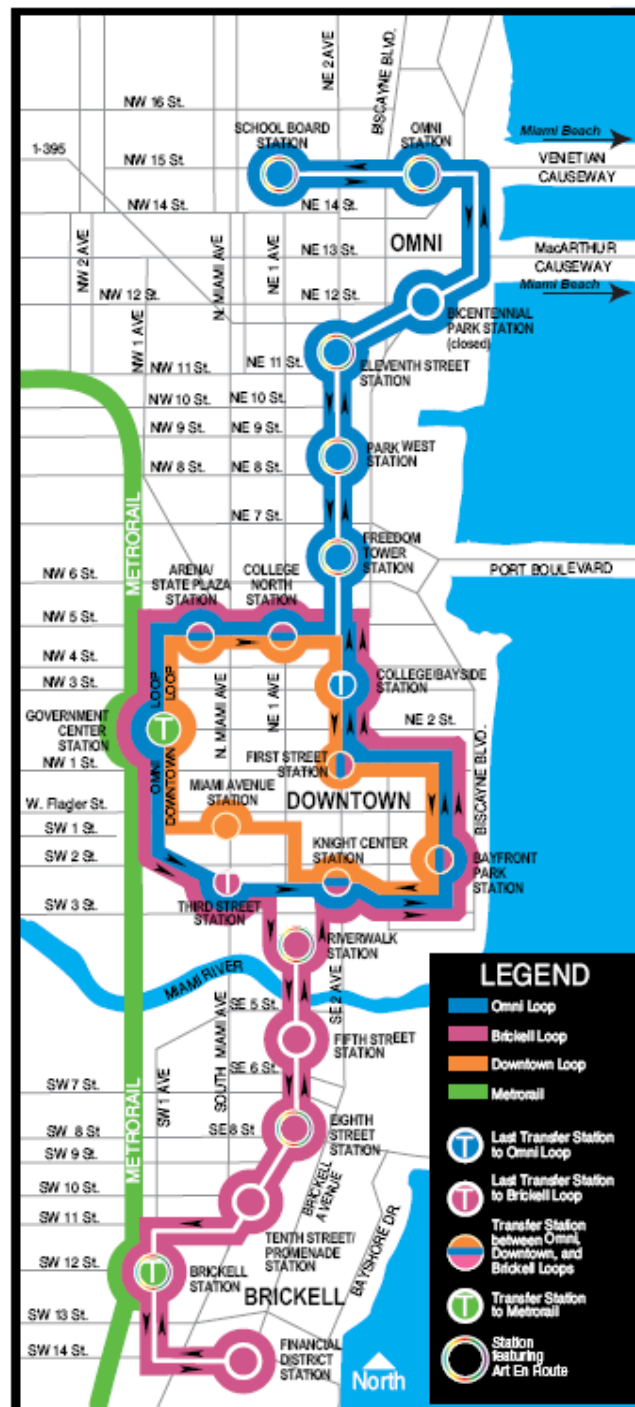 NE 2 AVE
BISCAYNE BLVD.
NW 16 St.
SCHOOL BOARD
STATION
OMNI
STATION
Miami Beach
1-395
NW 15 St.
VENETIAN
CAUSEWAY
NW 14 St.
NE 14 St.
NW 2 AVE
N. MIAMI AVE
NE 1 AVE
OMNI
NE 13 St.
MacARTHUR
CAUSEWAY
Miami Beach
NW 12 St.
NE 12 St.
NW 1 AVE
BICENTENNIAL
PARK STATION
(closed)
NW 11 St.
NE 11 St.
ELEVENTH STREET
STATION
NW 10 St.
NE 10 St.
NW 9 St.
NE 9 St.
PARK WEST
STATION
NW 8 St.
NE 8 St.
NE 7 St.
METRORAIL
FREEDOM
TOWER
STATION
ARENA/
STATE PLAZA
STATION
COLLEGE
NORTH
STATION
PORT BOULEVARD
NW 6 St.
NW 5 St.
NW 4 St.
NW 3 St.
OMNI LOOP
DOWNTOWN LOOP
N. MIAMI AVE
NE 1 AVE
T
COLLEGE/BAYSIDE
STATION
GOVERNMENT
CENTER
STATION
T
NE 2 St.
BISCAYNE BLVD.
NW 1 St.
FIRST STREET
STATION
MIAMI AVENUE
STATION
DOWNTOWN
W. Flagler St.
SW 1 St.
KNIGHT CENTER
STATION
SW 2 St.
BAYFRONT
PARK
STATION
T
THIRD STREET
STATION
SW 3 St.
RIVERWALK
STATION
MIAMI RIVER
SE 5 St.
SE 2 AVE
FIFTH STREET
STATION
SOUTH MIAMI AVE
SE 6 St.
SW 7 St.
SW 1 AVE
METRORAIL
SW 8 St
SE 8 St
EIGHTH
STREET
STATION
SW 9 St.
BRICKELL
AVENUE
SW 10 St.
SW 11 St.
TENTH STREET/
PROMENADE
STATION
BAYSHORE DR.
SW 12 St.
T
BRICKELL
STATION
BRICKELL
SW 13 St.
SW 14 St.
FINANCIAL
DISTRICT
STATION
North
LEGEND
Omni Loop
Brickell Loop
Downtown Loop
Metrorail
T
Last Transfer Station
to Omni Loop
T
Last Transfer Station
to Brickell Loop
Transfer Station
between Omni,
Downtown, and
Brickell Loops
T
Transfer Station
to Metrorail
Station
featuring
Art En Route